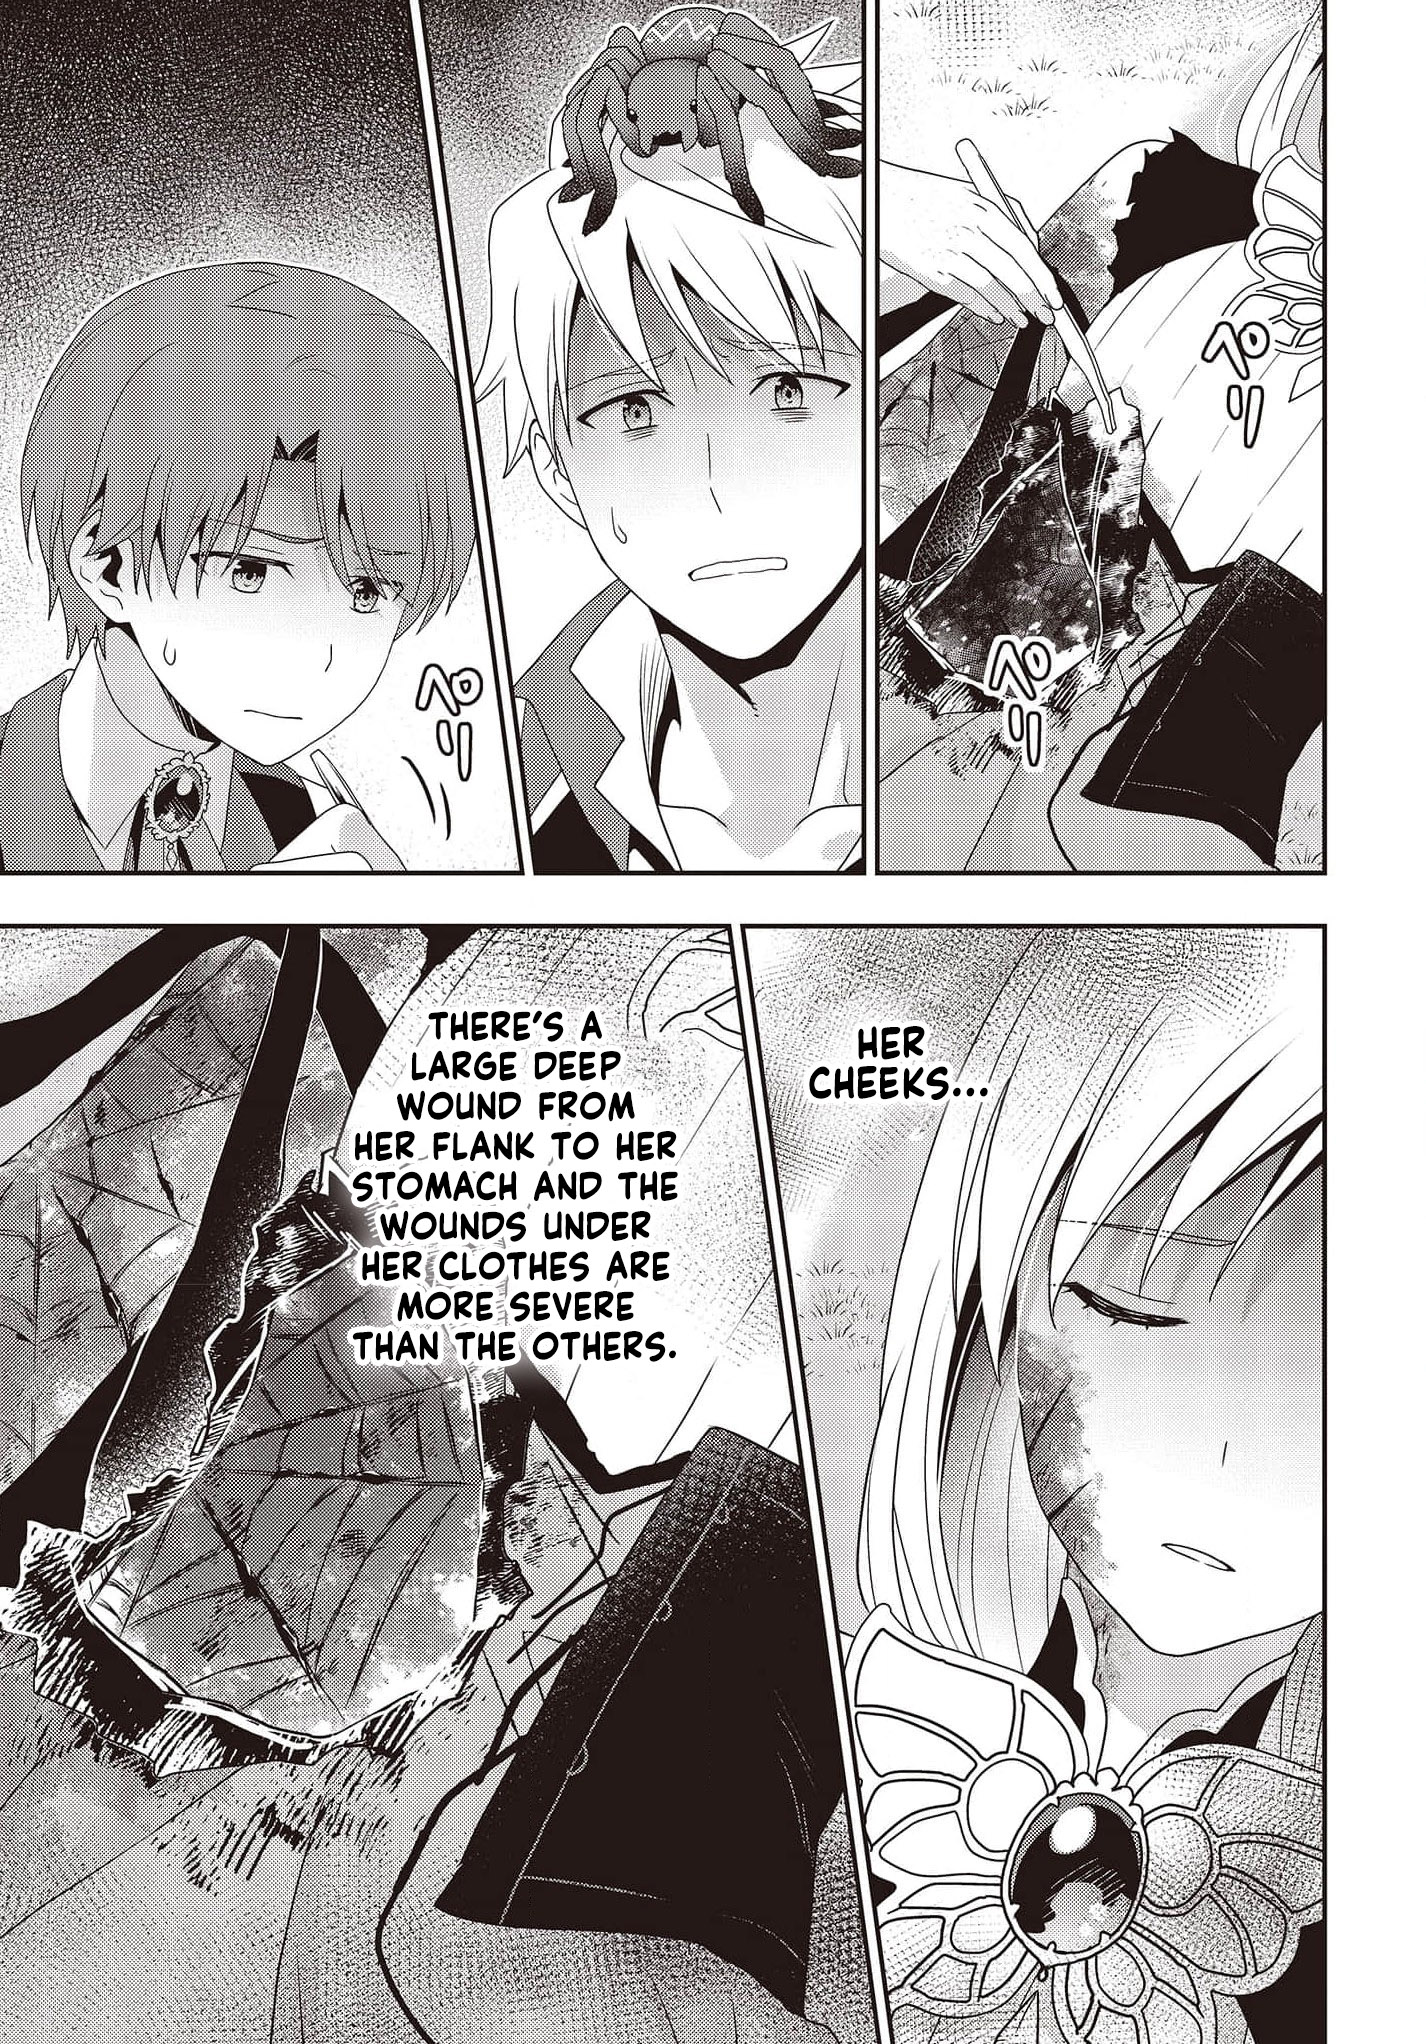 ペリ
ペリ
ペリ
HER
CHEEKS...
THERE'S A
LARGE DEEP
WOUND FROM
HER FLANK TO HER
STOMACH AND THE
WOUNDS UNDER
HER CLOTHES ARE
MORE SEVERE
THAN THE OTHERS.